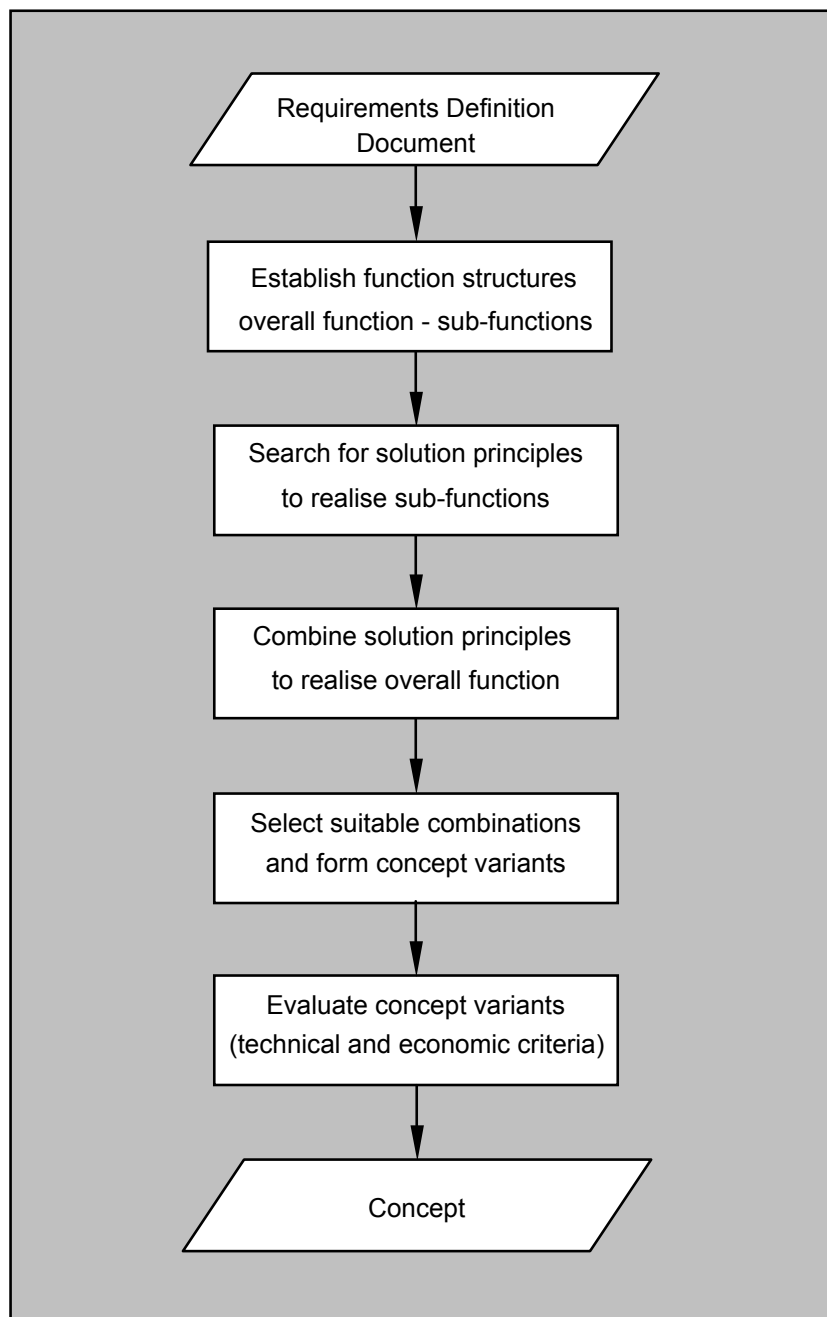 Requirements Definition
Document
Establish function structures
overall function - sub-functions
Search for solution principles
to realise sub-functions
Combine solution principles
to realise overall function
Select suitable combinations
and form concept variants
Evaluate concept variants
(technical and economic criteria)
Concept